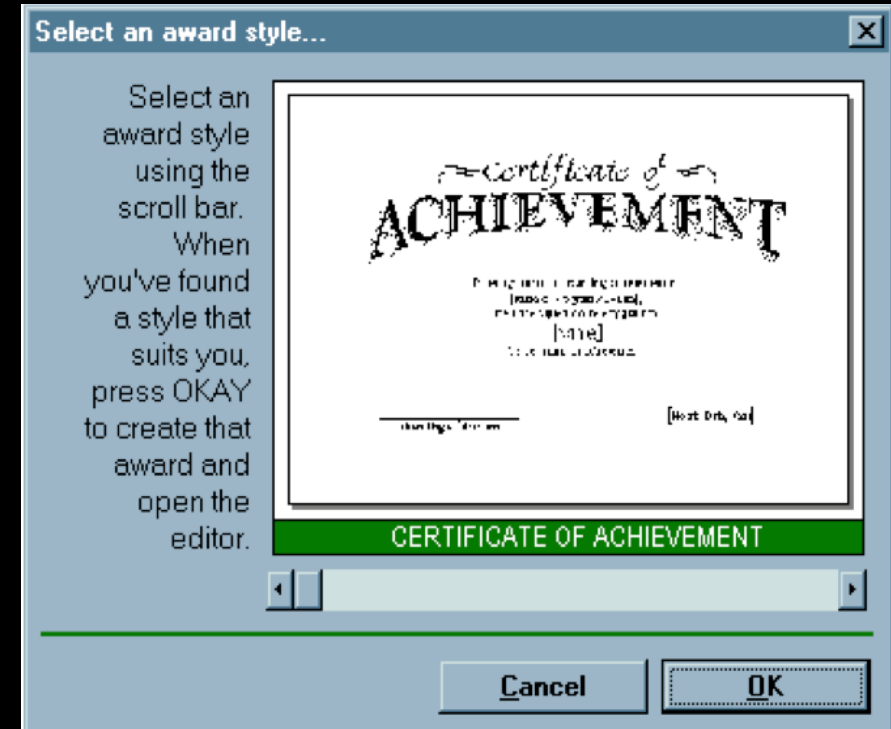 Select an award style...
Select an
award style
using the
scroll bar.
When
you've found
a style that
suits you,
press OKAY
to create that
award and
open the
editor.
Certificate of
ACHIEVEMENT
CERTIFICATE OF ACHIEVEMENT
Cancel
OK